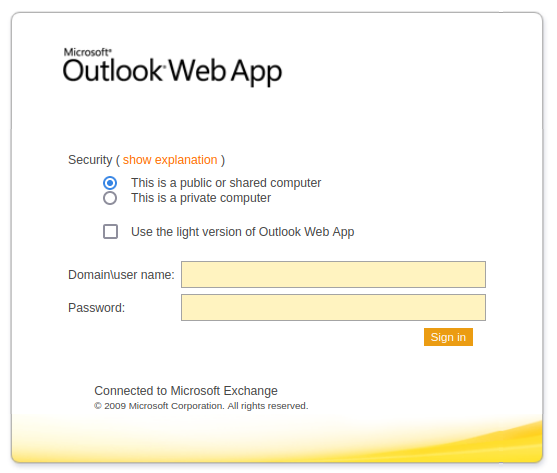 Microsoft®
Outlook® Web App
Security ( show explanation )
This is a public or shared computer
This is a private computer
Use the light version of Outlook Web App
Domain\user name:
Password:
Sign in
Connected to Microsoft Exchange
© 2009 Microsoft Corporation. All rights reserved.